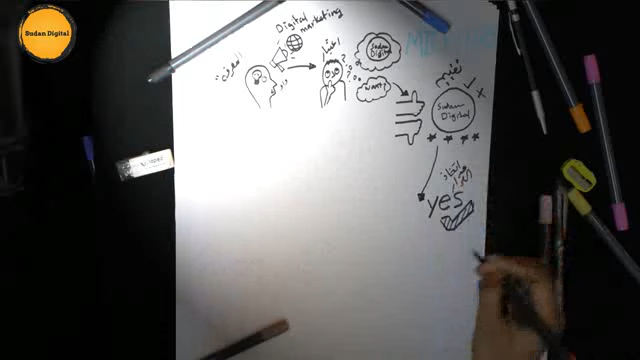 Sudan Digital
Digital
marketing
المعرفة
اعتبار
Sudan
Digital
Want
تقييم
Sudan
Digital
اتخاذ
القرار
yes